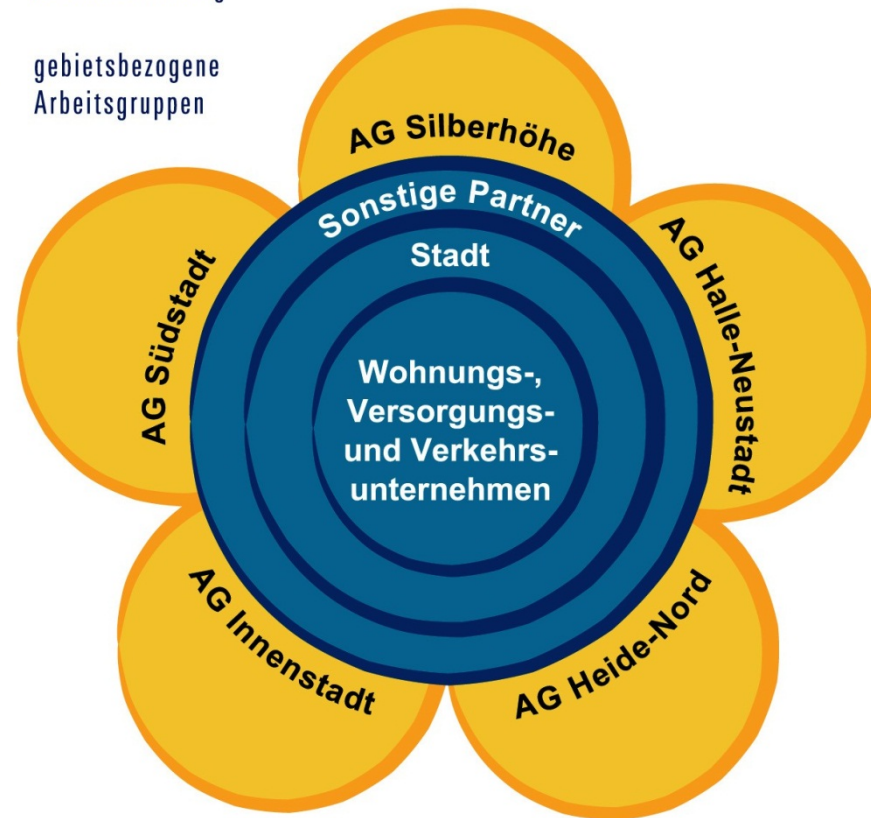 gebietsbezogene
Arbeitsgruppen
AG Silberhöhe
Sonstige Partner
Stadt
AG Südstadt
AG Halle-Neustadt
Wohnungs-,
Versorgungs-
und Verkehrs-
unternehmen
AG Innenstadt
AG Heide-Nord